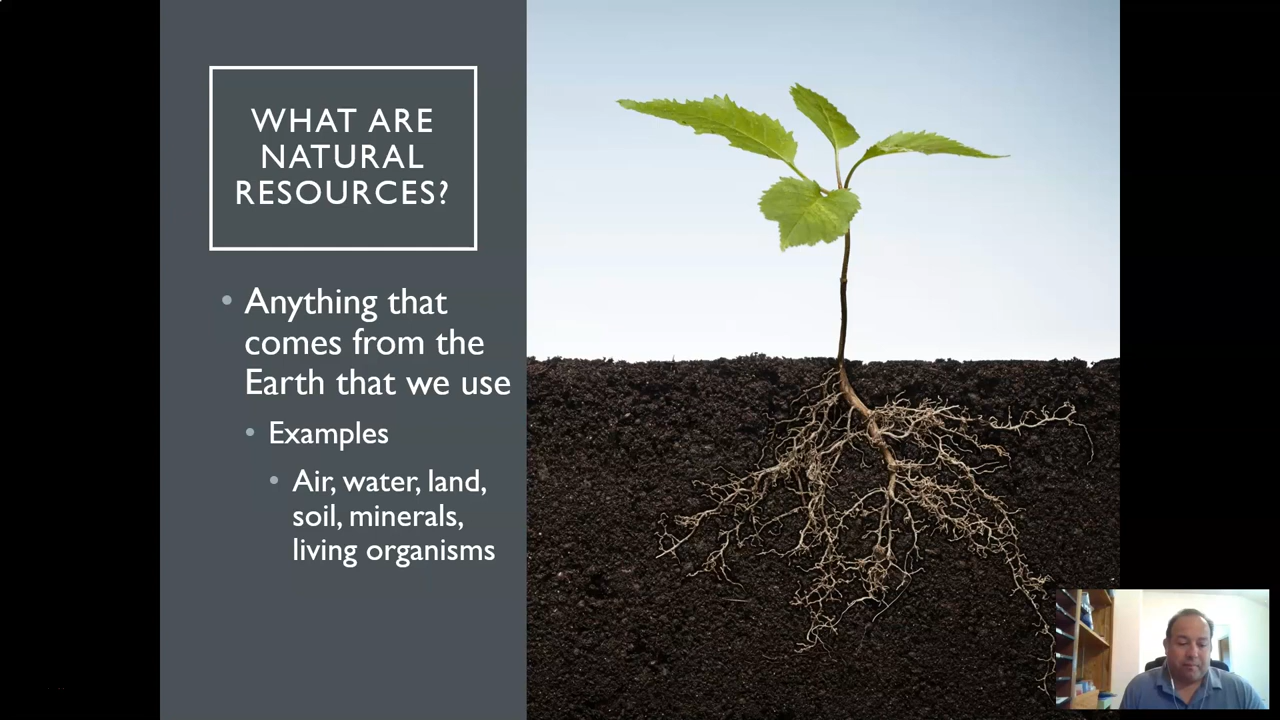 WHAT ARE
NATURAL
RESOURCES?
• Anything that
comes from the
Earth that we use
• Examples
• Air, water, land,
soil, minerals,
living organisms